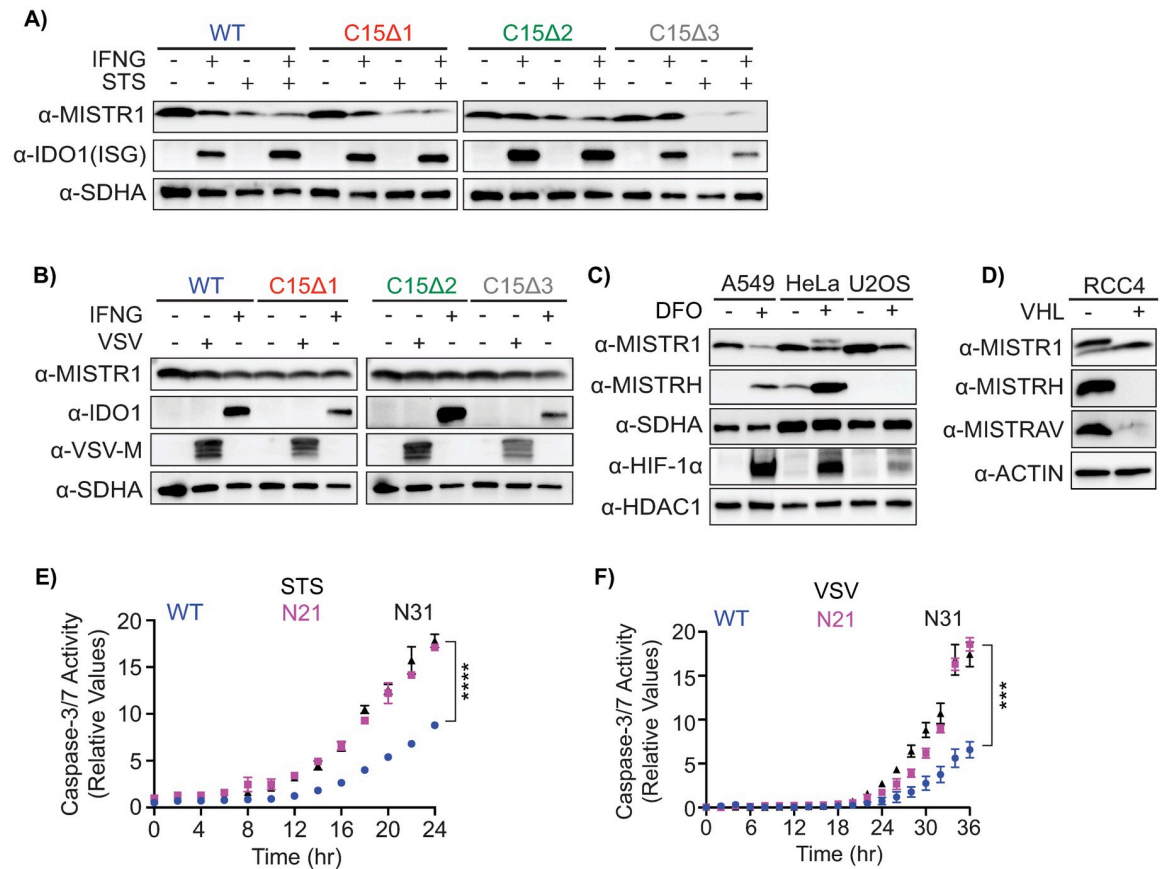 A)
WT C15Δ1 C15Δ2 C15Δ3
IFNG - + - + - + - + - + - + - + - +
STS - - + + - - + + - - + + - - + +
α-MISTR1
α-IDO1(ISG)
α-SDHA
B)
WT C15Δ1 C15Δ2 C15Δ3
IFNG - - + - - + - - + - - +
VSV - + - - + - - + - - + -
α-MISTR1
α-IDO1
α-VSV-M
α-SDHA
C)
A549 HeLa U2OS
DFO - + - + - +
α-MISTR1
α-MISTRH
α-SDHA
α-HIF-1α
α-HDAC1
D)
RCC4
VHL - +
α-MISTR1
α-MISTRH
α-MISTRAV
α-ACTIN
E)
STS
WT N21 N31
Caspase-3/7 Activity
(Relative Values)
20
15
10
5
0
****
0 4 8 12 16 20 24
Time (hr)
F)
VSV
WT N21 N31
Caspase-3/7 Activity
(Relative Values)
20
15
10
5
0
***
0 6 12 18 24 30 36
Time (hr)